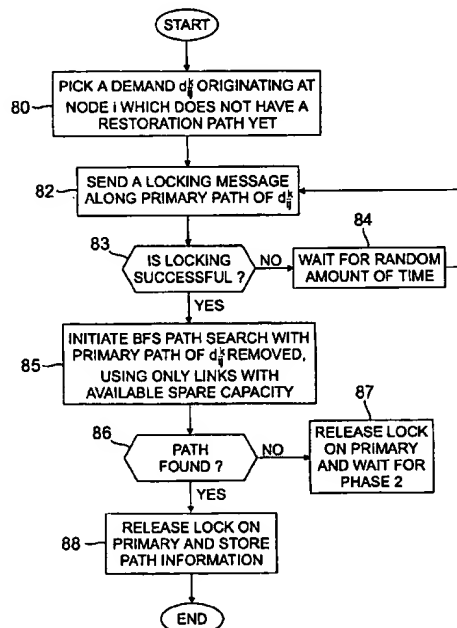 START
80
PICK A DEMAND d^k_ij ORIGINATING AT
NODE i WHICH DOES NOT HAVE A
RESTORATION PATH YET
82
SEND A LOCKING MESSAGE
ALONG PRIMARY PATH OF d^k_ij
83
IS LOCKING
SUCCESSFUL ?
NO
84
WAIT FOR RANDOM
AMOUNT OF TIME
YES
85
INITIATE BFS PATH SEARCH WITH
PRIMARY PATH OF d^k_ij REMOVED,
USING ONLY LINKS WITH
AVAILABLE SPARE CAPACITY
86
PATH
FOUND ?
NO
87
RELEASE LOCK
ON PRIMARY
AND WAIT FOR
PHASE 2
YES
88
RELEASE LOCK ON
PRIMARY AND STORE
PATH INFORMATION
END